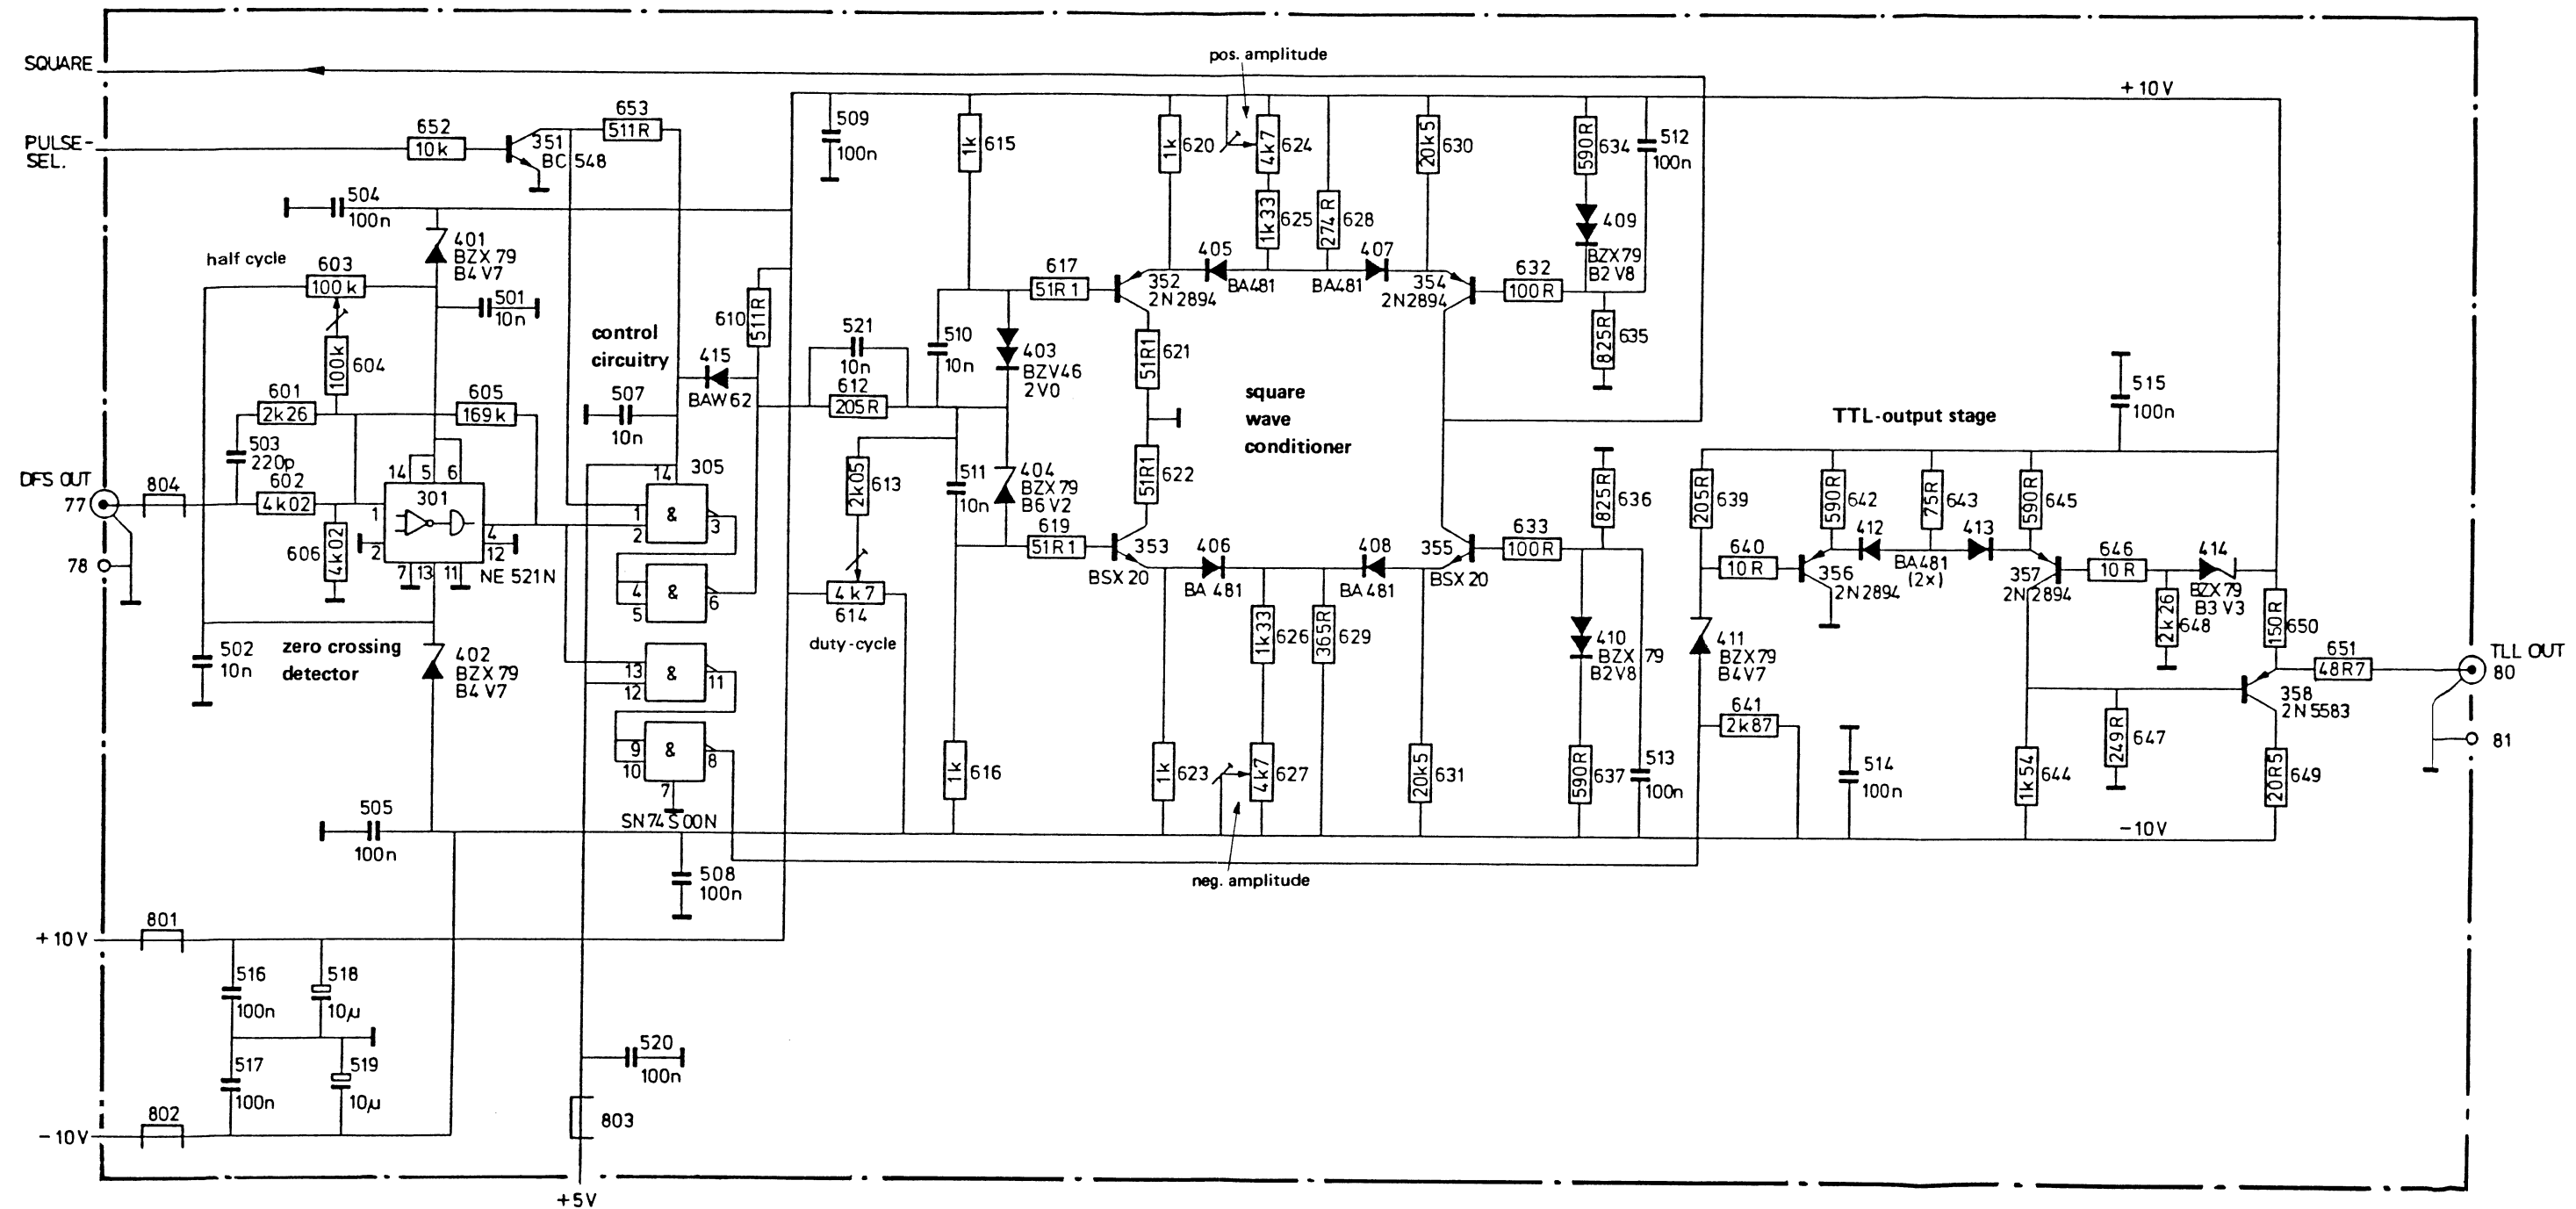 pos. amplitude
SQUARE
+10V
653
511R
509
100n
1k
615
1k
620
4k7
624
20k5
630
590R
634
512
100n
PULSE-
SEL.
652
10k
351
BC 548
504
100n
1k33
625
274R
628
409
BZX79
B2V8
401
BZX79
B4V7
half cycle
603
100k
501
10n
617
51R1
352
2N2894
405
BA481
407
BA481
354
2N2894
632
100R
610
511R
control
circuitry
521
10n
510
10n
403
BZV46
2V0
51R1
621
825R
635
100k
604
415
BAW62
612
205R
601
2k26
605
169k
507
10n
square
wave
conditioner
TTL-output stage
515
100n
503
220p
14
5
6
14
305
2k05
613
511
10n
404
BZX79
B6V2
51R1
622
825R
636
205R
639
590R
642
75R
643
590R
645
DFS OUT
77
804
602
4k02
301
1
2
4
12
7
13
11
NE 521N
78
606
4k02
1
2
&
3
4
5
&
6
619
51R1
353
BSX20
406
BA 481
408
BA481
355
BSX20
633
100R
640
10R
356
2N2894
412
413
BA481
(2x)
357
2N2894
646
10R
414
BZX79
B3V3
4k7
614
duty-cycle
1k33
626
365R
629
410
BZX79
B2V8
411
BZX79
B4V7
2k26
648
150R
650
502
10n
zero crossing
detector
402
BZX79
B4V7
13
12
&
11
651
48R7
TLL OUT
80
358
2N5583
9
10
&
8
7
1k
616
1k
623
4k7
627
20k5
631
590R
637
513
100n
641
2k87
514
100n
1k54
644
249R
647
20R5
649
81
505
100n
SN74S00N
-10V
508
100n
neg. amplitude
801
+10V
516
100n
518
10µ
517
100n
519
10µ
520
100n
802
-10V
803
+5V